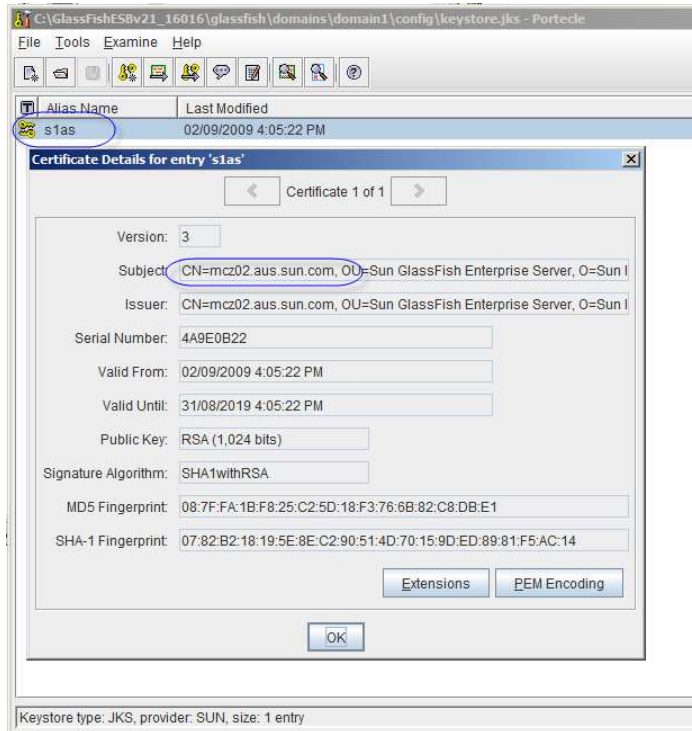 C:\GlassFishESBv21_16016\glassfish\domains\domain1\config\keystore.jks - Portecle
File Tools Examine Help
T Alias Name Last Modified
s1as 02/09/2009 4:05:22 PM
Certificate Details for entry 's1as'
Certificate 1 of 1
Version: 3
Subject: CN=mcz02.aus.sun.com, OU=Sun GlassFish Enterprise Server, O=Sun
Issuer: CN=mcz02.aus.sun.com, OU=Sun GlassFish Enterprise Server, O=Sun
Serial Number: 4A9E0B22
Valid From: 02/09/2009 4:05:22 PM
Valid Until: 31/08/2019 4:05:22 PM
Public Key: RSA (1,024 bits)
Signature Algorithm: SHA1withRSA
MD5 Fingerprint: 08:7F:FA:1B:F8:25:C2:5D:18:F3:76:6B:82:C8:DB:E1
SHA-1 Fingerprint: 07:82:B2:18:19:5E:8E:C2:90:51:4D:70:15:9D:ED:89:81:F5:AC:14
Extensions PEM Encoding
OK
Keystore type: JKS, provider: SUN, size: 1 entry